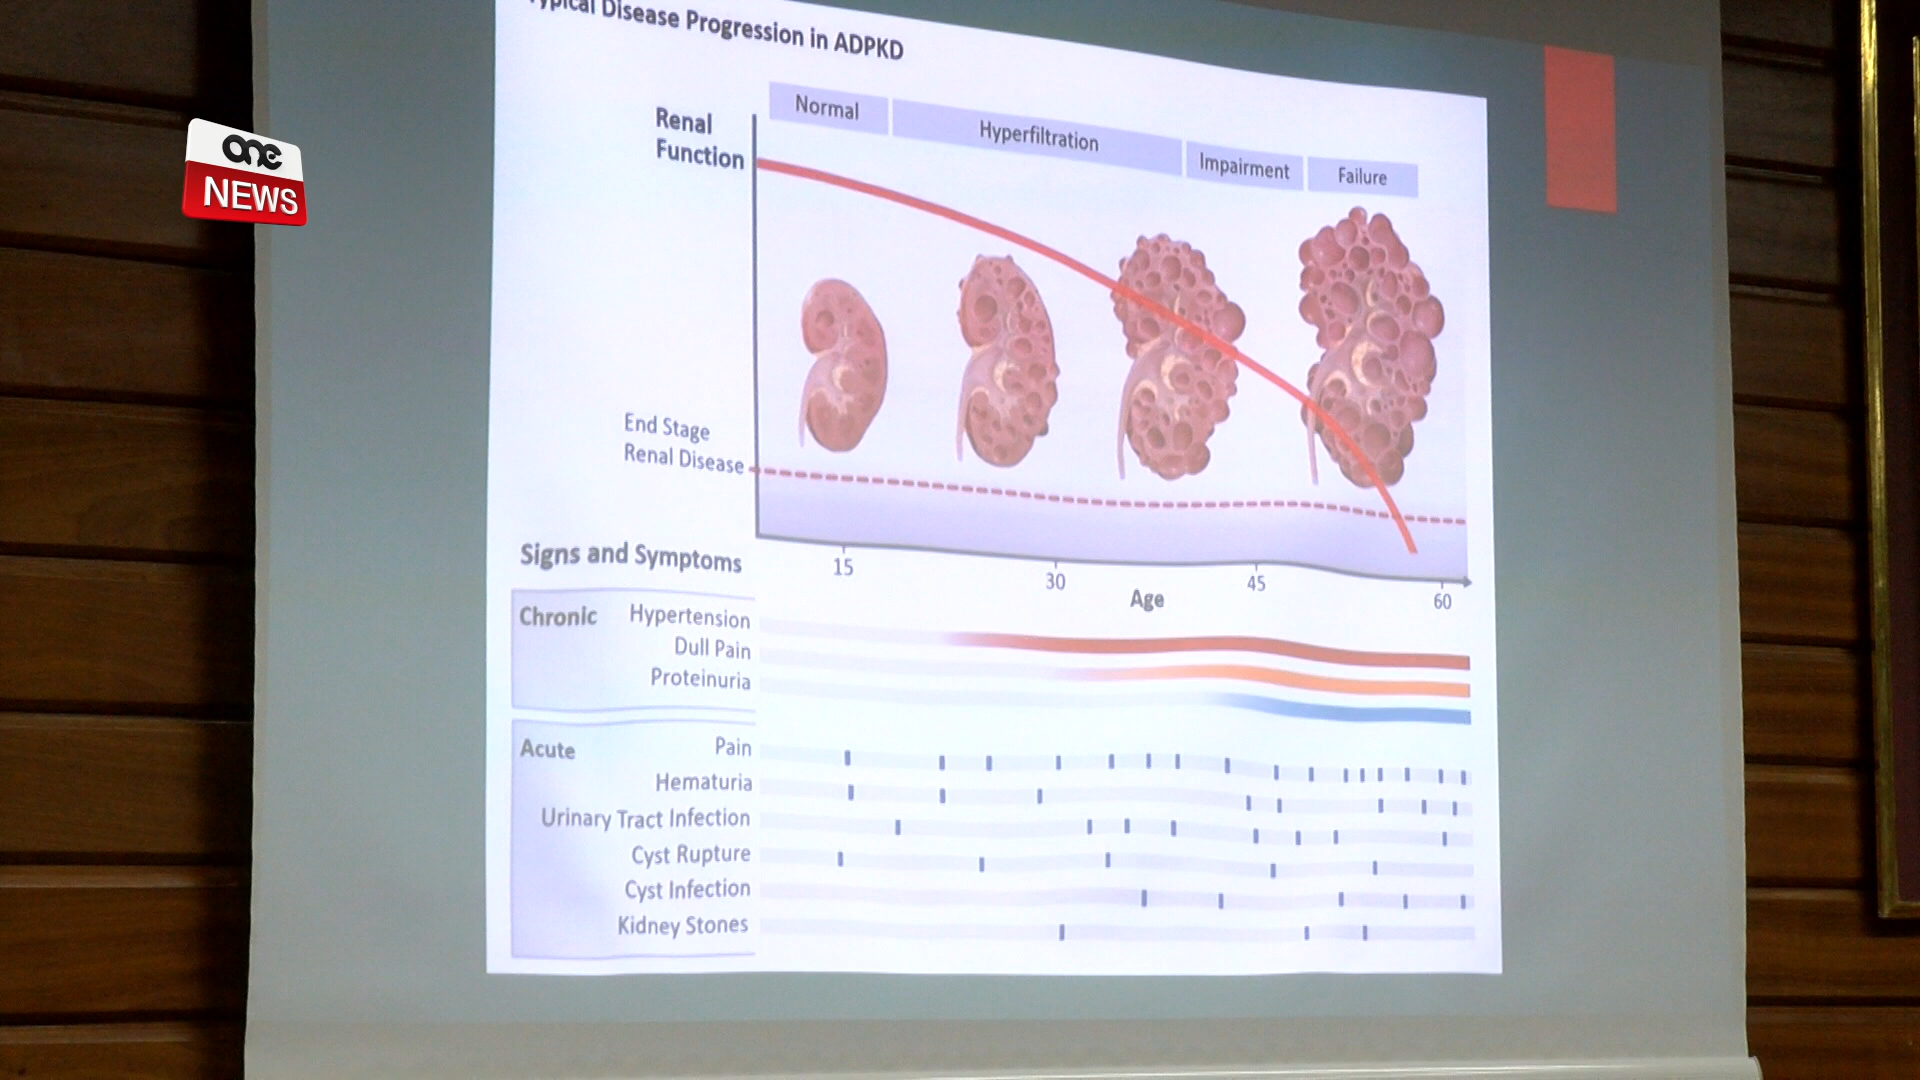 Typical Disease Progression in ADPKD
one
NEWS
Normal
Hyperfiltration
Impairment
Failure
Renal
Function
End Stage
Renal Disease
15
30
45
60
Age
Signs and Symptoms
Chronic
Hypertension
Dull Pain
Proteinuria
Acute
Pain
Hematuria
Urinary Tract Infection
Cyst Rupture
Cyst Infection
Kidney Stones